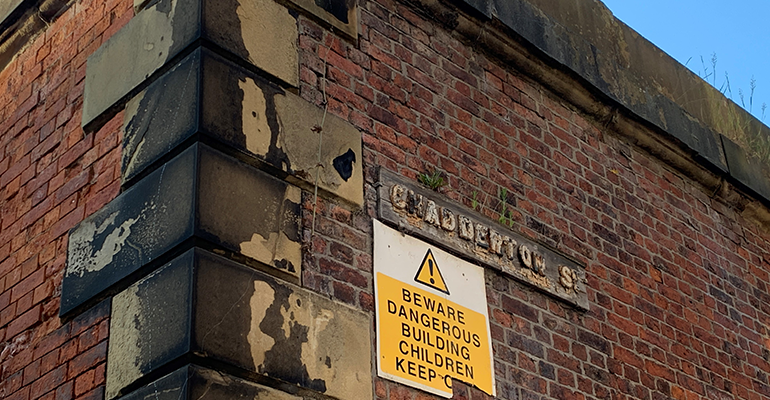 CHADDERTON St
BEWARE
DANGEROUS
BUILDING
CHILDREN
KEEP O